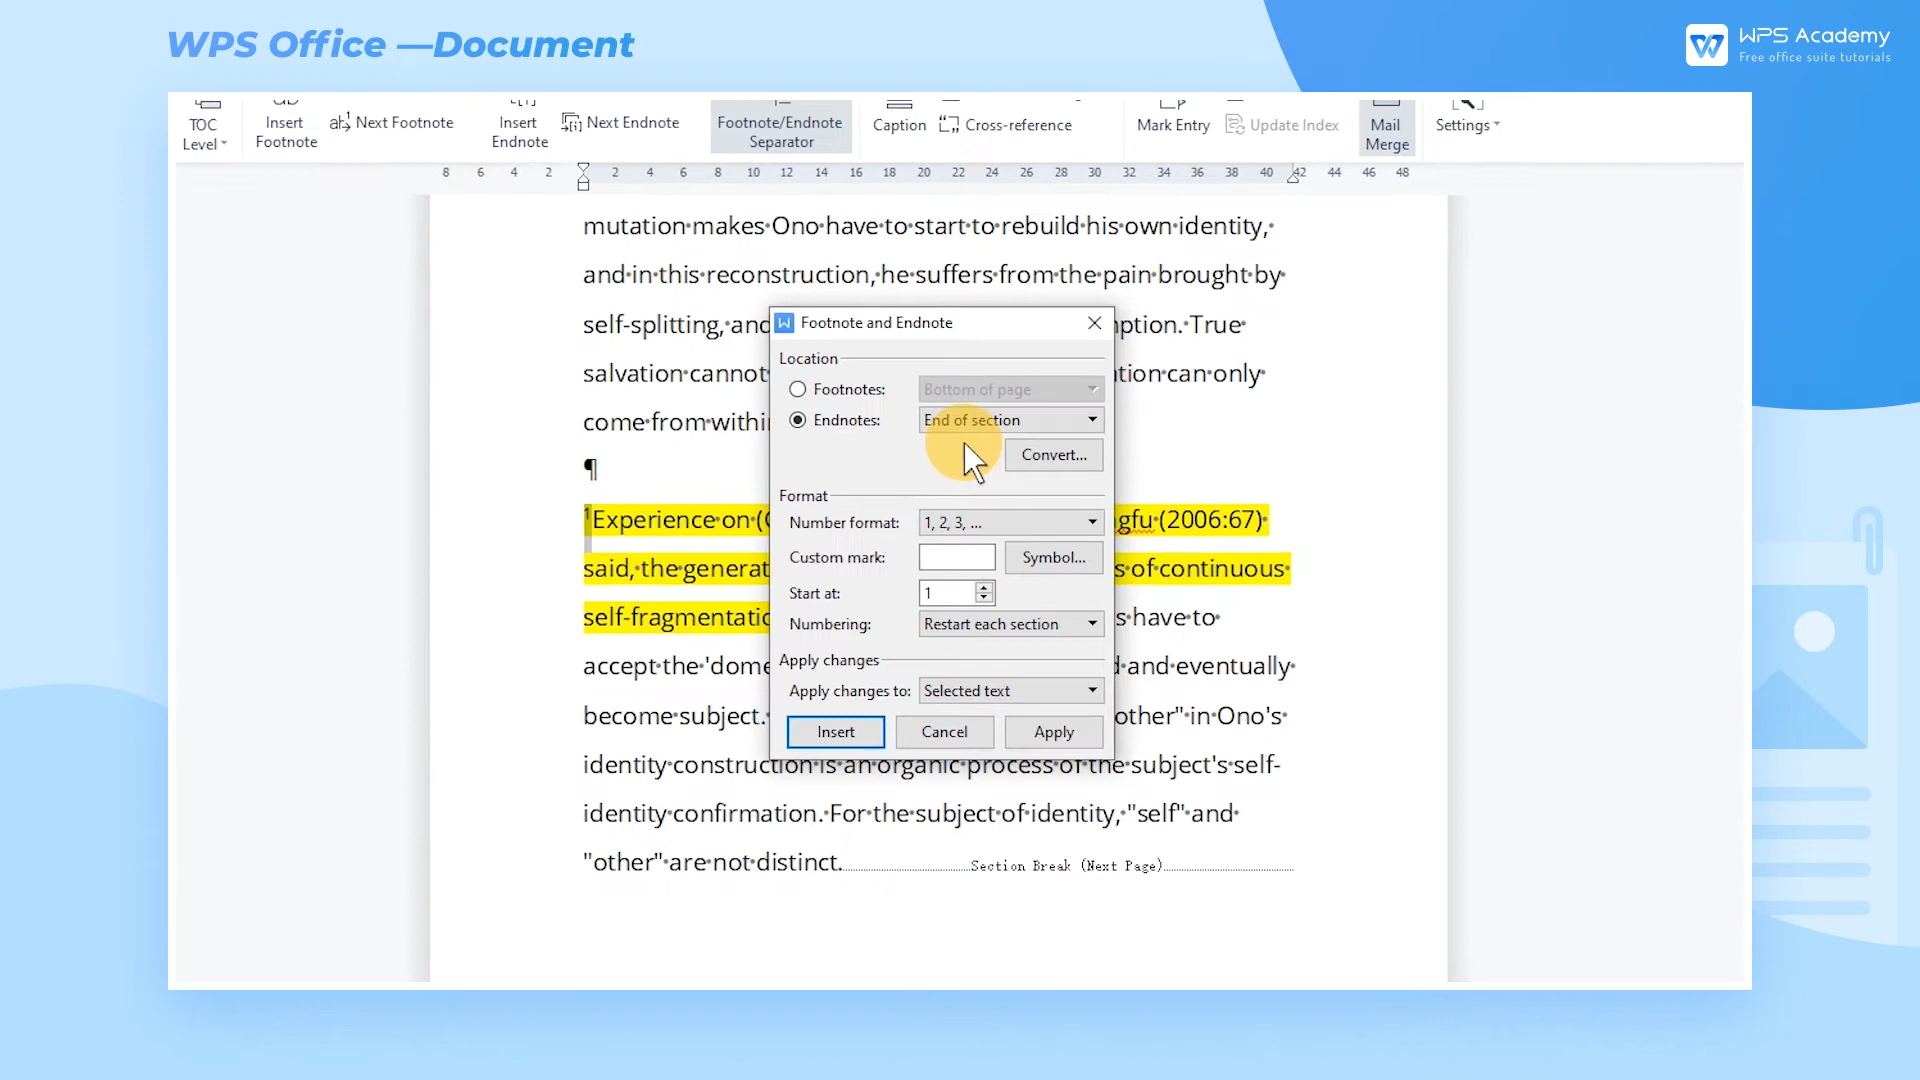 WPS Office —Document
WPS Academy
Free office suite tutorials
TOC
Level
Insert
Footnote
Next Footnote
Insert
Endnote
Next Endnote
Footnote/Endnote
Separator
Caption
Cross-reference
Mark Entry
Update Index
Mail
Merge
Settings
8 6 4 2 2 4 6 8 10 12 14 16 18 20 22 24 26 28 30 32 34 36 38 40 42 44 46 48
mutation makes Ono have to start to rebuild his own identity,
and in this reconstruction, he suffers from the pain brought by
self-splitting, and
True
salvation cannot
can only
come from
¶
1Experience on
(2006:67)
said, the
of continuous
have to
accept the
and eventually
become subject.
other" in Ono's
identity construction is an organic process of the subject's self-
identity confirmation. For the subject of identity, "self" and
"other" are not distinct.
Section Break (Next Page)
Footnote and Endnote
Location
Footnotes:
Bottom of page
Endnotes:
End of section
Convert...
Format
Number format:
1, 2, 3, ...
Custom mark:
Symbol...
Start at:
1
Numbering:
Restart each section
Apply changes
Apply changes to:
Selected text
Insert
Cancel
Apply